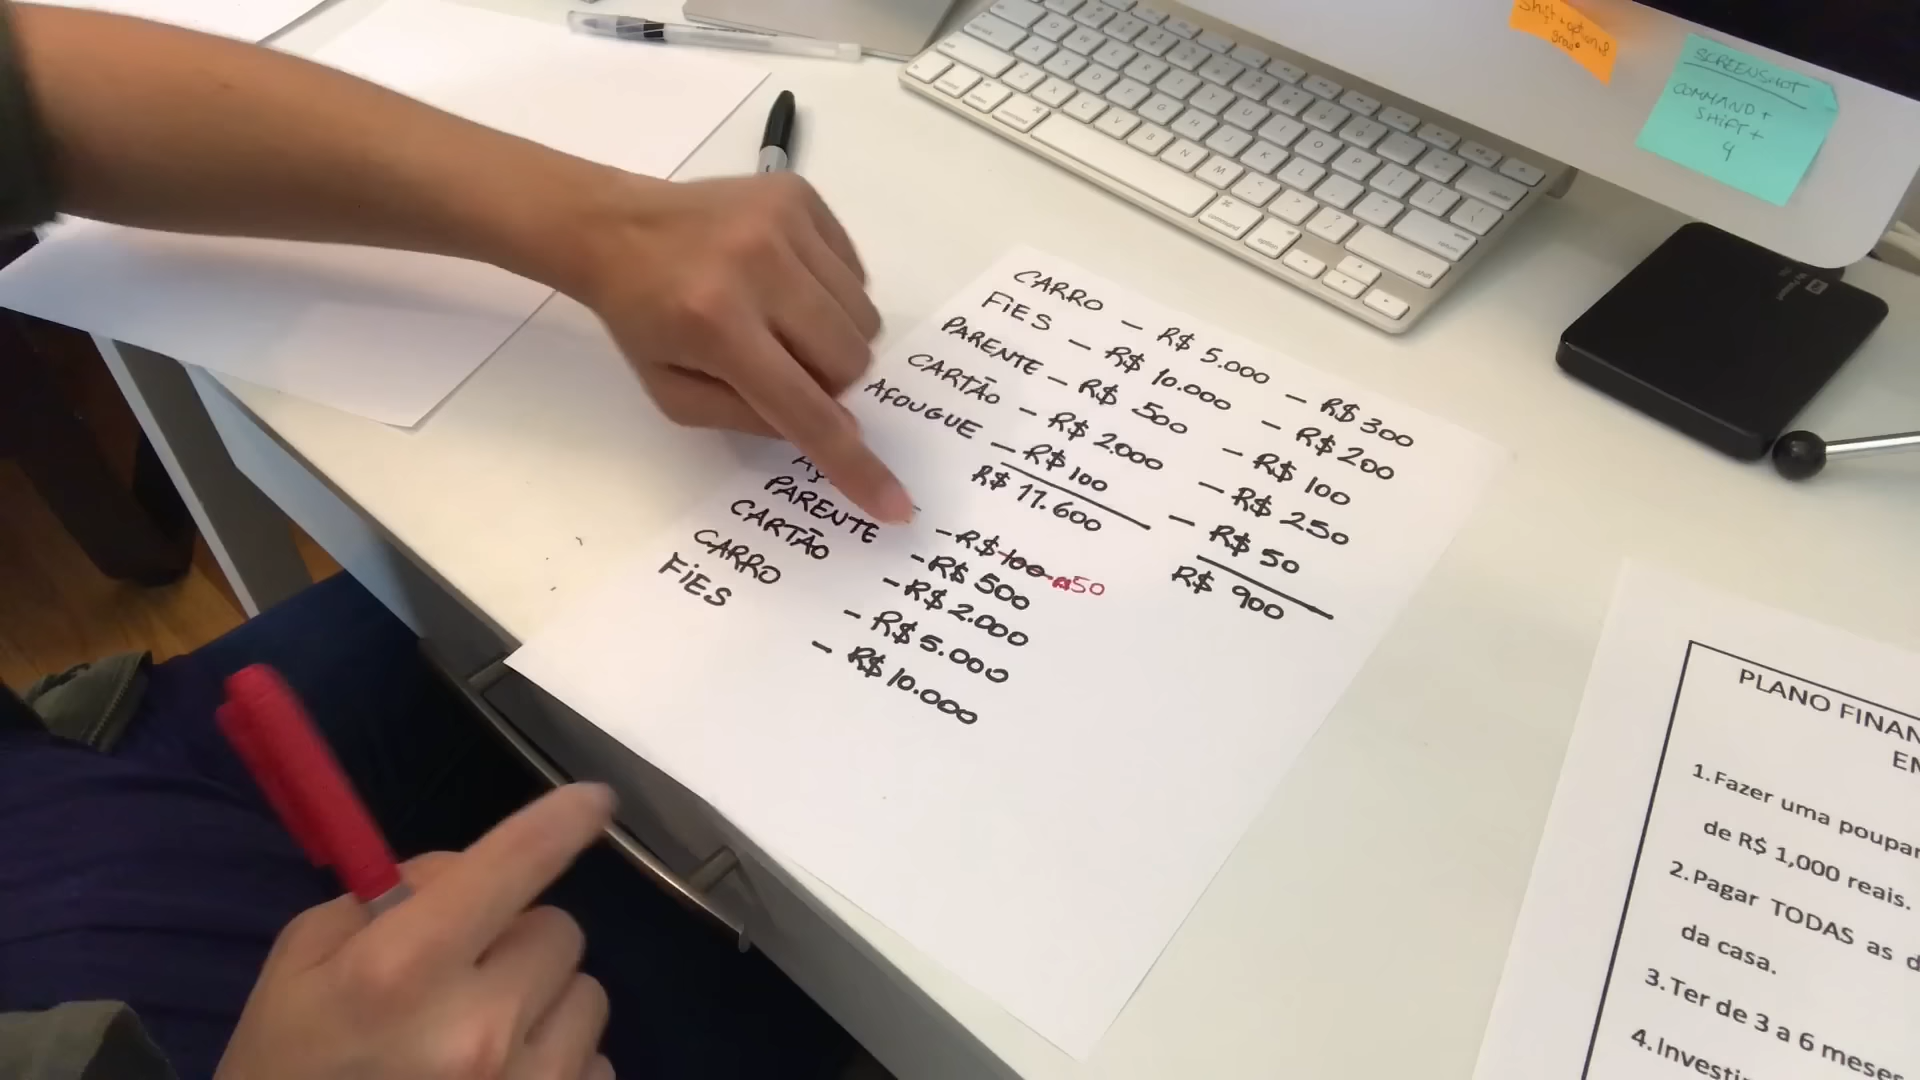 CARRO – R$ 5.000 – R$ 300
FIES – R$ 10.000 – R$ 200
PARENTE – R$ 500 – R$ 100
CARTÃO – R$ 2.000 – R$ 250
AFOUGUE – R$ 100 – R$ 50
R$ 17.600 R$ 900
– R$ 100 50
PARENTE – R$ 500
CARTÃO – R$ 2.000
CARRO – R$ 5.000
FIES – R$ 10.000
SCREENSHOT
COMMAND +
SHIFT +
4
PLANO FINAN
EM
1. Fazer uma poupan
de R$ 1,000 reais.
2. Pagar TODAS as d
da casa.
3. Ter de 3 a 6 meses
4. Investi